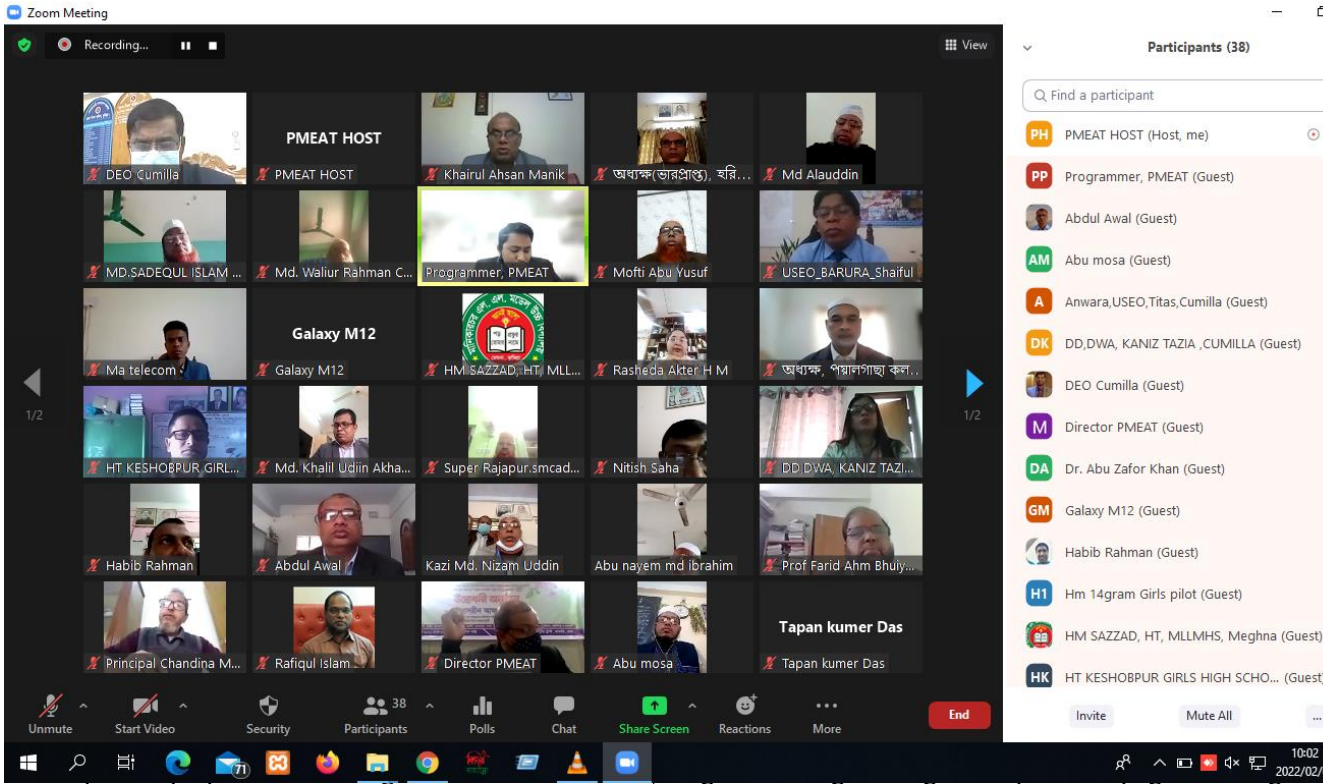 Zoom Meeting
Recording...
View
DEO Cumilla
PMEAT HOST
PMEAT HOST
Khairul Ahsan Manik
অধ্যক্ষ(ভারপ্রাপ্ত), হরি...
Md Alauddin
MD.SADEQUL ISLAM ...
Md. Waliur Rahman C...
Programmer, PMEAT
Mofti Abu Yusuf
USEO_BARURA_Shaiful
Ma telecom
Galaxy M12
Galaxy M12
HM SAZZAD, HT, MLL...
Rasheda Akter H M
অধ্যক্ষ, পয়ালগাছা কল...
1/2
1/2
HT KESHOBPUR GIRL...
Md. Khalil Udiin Akha...
Super Rajapur.smcad...
Nitish Saha
DD,DWA, KANIZ TAZI...
Habib Rahman
Abdul Awal
Kazi Md. Nizam Uddin
Abu nayem md ibrahim
Prof Farid Ahm Bhuiy...
Principal Chandina M...
Rafiqul Islam
Director PMEAT
Abu mosa
Tapan kumer Das
Tapan kumer Das
Unmute
Start Video
Security
38
Participants
Polls
Chat
Share Screen
Reactions
More
End
Participants (38)
Find a participant
PH PMEAT HOST (Host, me)
PP Programmer, PMEAT (Guest)
Abdul Awal (Guest)
AM Abu mosa (Guest)
A Anwara,USEO,Titas,Cumilla (Guest)
DK DD,DWA, KANIZ TAZIA ,CUMILLA (Guest)
DEO Cumilla (Guest)
M Director PMEAT (Guest)
DA Dr. Abu Zafor Khan (Guest)
GM Galaxy M12 (Guest)
Habib Rahman (Guest)
H1 Hm 14gram Girls pilot (Guest)
HM SAZZAD, HT, MLLMHS, Meghna (Guest)
HK HT KESHOBPUR GIRLS HIGH SCHO... (Guest)
Invite
Mute All
...
71
10:02
2022/02/